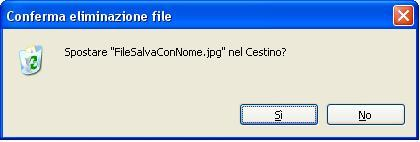 Conferma eliminazione file
Spostare "FileSalvaConNome.jpg" nel Cestino?
Sì
No